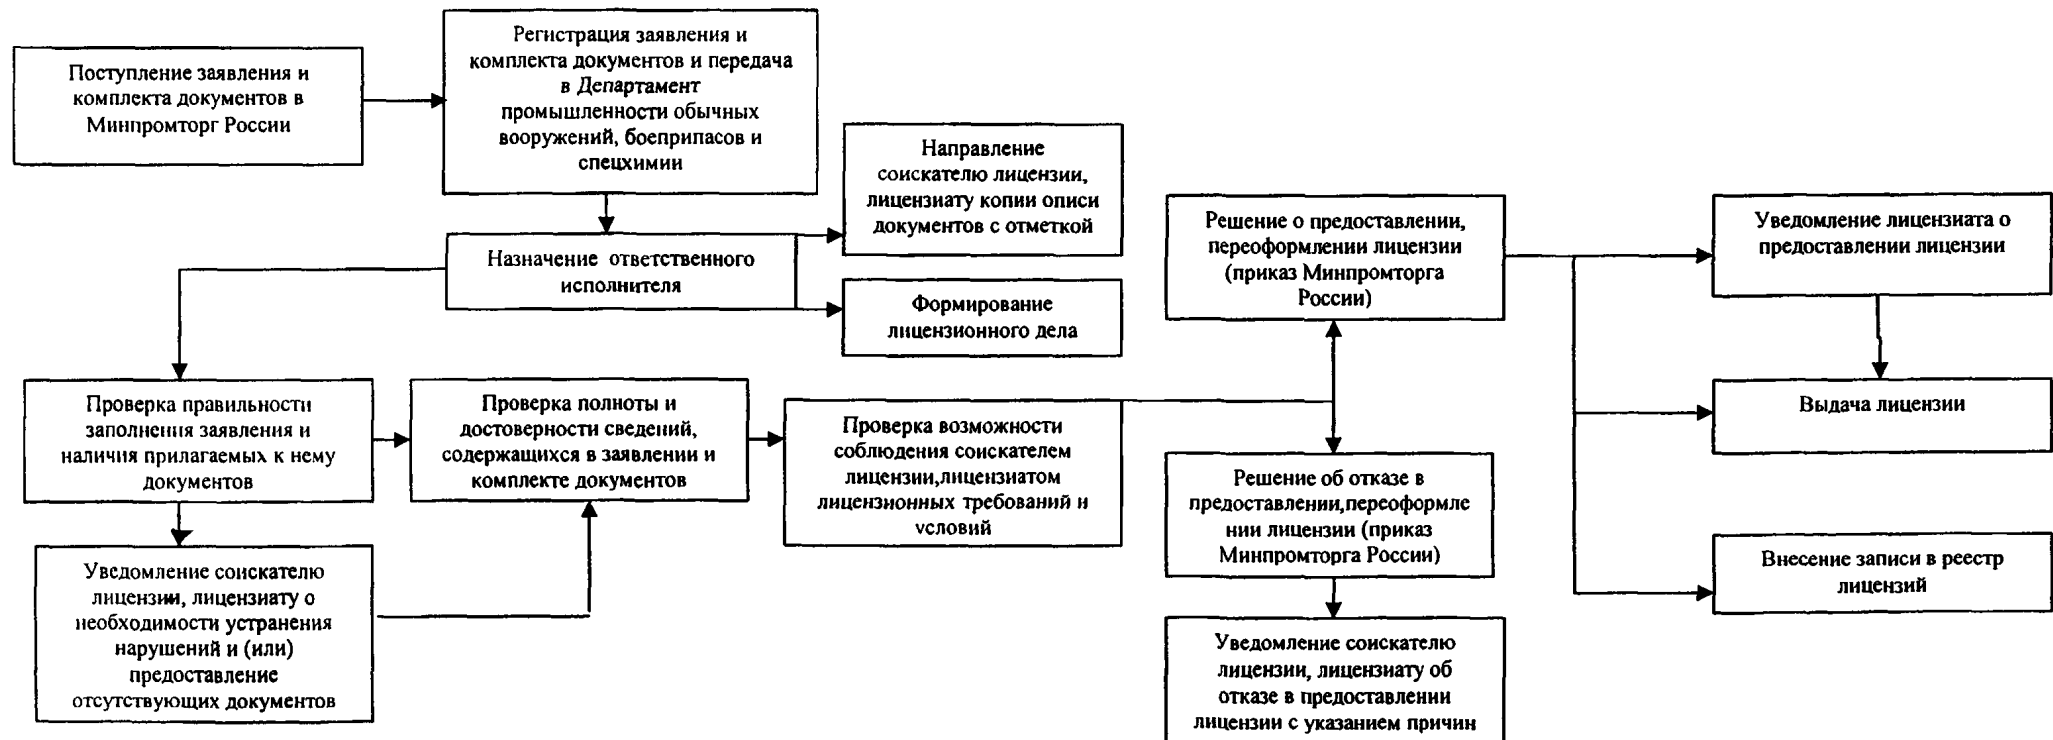 Поступление заявления и
комплекта документов в
Минпромторг России
Регистрация заявления и
комплекта документов и передача
в Департамент
промышленности обычных
вооружений, боеприпасов и
спецхимии
Направление
соискателю лицензии,
лицензиату копии описи
документов с отметкой
Назначение ответственного
исполнителя
Формирование
лицензионного дела
Решение о предоставлении,
переоформлении лицензии
(приказ Минпромторга
России)
Уведомление лицензиата о
предоставлении лицензии
Проверка правильности
заполнения заявления и
наличия прилагаемых к нему
документов
Проверка полноты и
достоверности сведений,
содержащихся в заявлении и
комплекте документов
Проверка возможности
соблюдения соискателем
лицензии,лицензиатом
лицензионных требований и
условий
Выдача лицензии
Решение об отказе в
предоставлении,переоформле
нии лицензии (приказ
Минпромторга России)
Уведомление соискателю
лицензии, лицензиату о
необходимости устранения
нарушений и (или)
предоставление
отсутствующих документов
Внесение записи в реестр
лицензий
Уведомление соискателю
лицензии, лицензиату об
отказе в предоставлении
лицензии с указанием причин